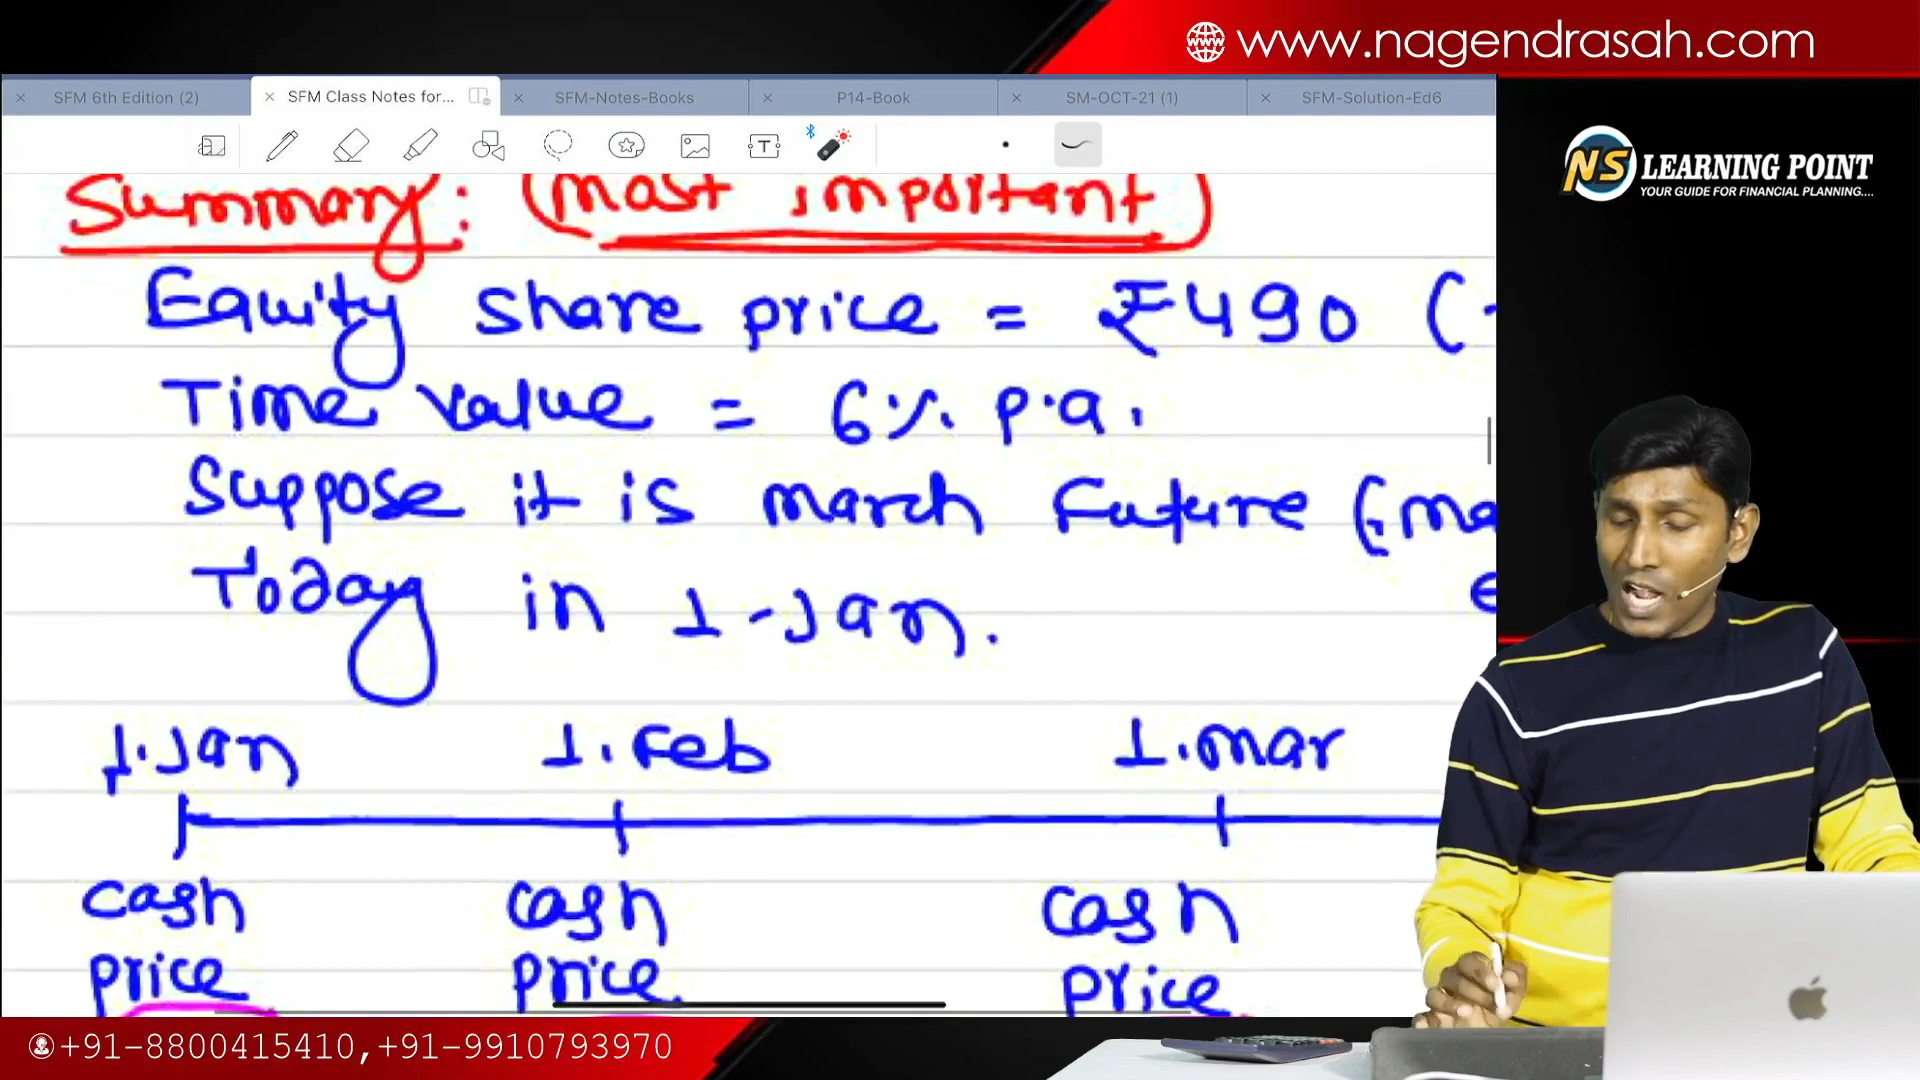 www.nagendrasah.com
SFM 6th Edition (2)
SFM Class Notes for...
SFM-Notes-Books
P14-Book
SM-OCT-21 (1)
SFM-Solution-Ed6
NS LEARNING POINT
YOUR GUIDE FOR FINANCIAL PLANNING....
Summary: (most important)
Equity share price = ₹490 (
Time value = 6% p.a.
Suppose it is march Future (
Today in 1-Jan.
1.Jan 1.Feb 1.mar
cash cash cash
price price price
+91-8800415410,+91-9910793970